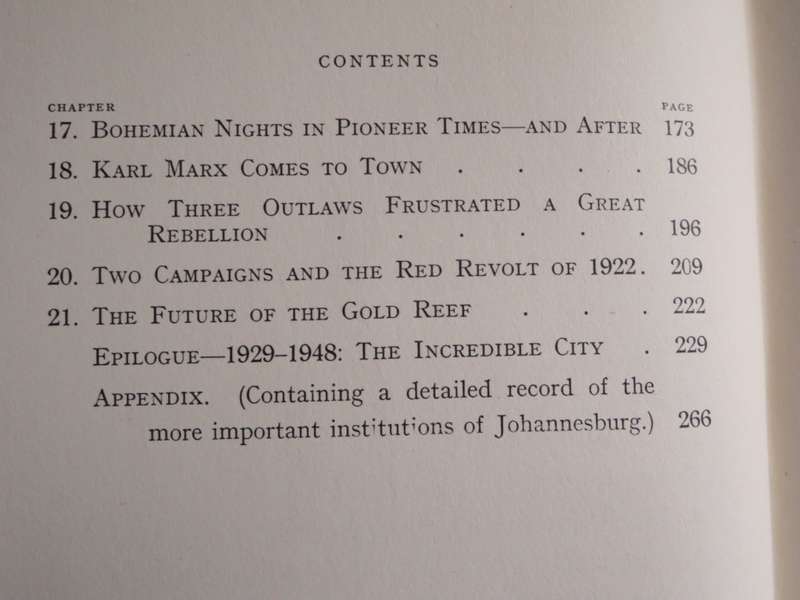 CONTENTS
CHAPTER PAGE
17. BOHEMIAN NIGHTS IN PIONEER TIMES—AND AFTER 173
18. KARL MARX COMES TO TOWN . . . . 186
19. HOW THREE OUTLAWS FRUSTRATED A GREAT
REBELLION . . . . . . 196
20. TWO CAMPAIGNS AND THE RED REVOLT OF 1922. 209
21. THE FUTURE OF THE GOLD REEF . . . 222
EPILOGUE—1929–1948: THE INCREDIBLE CITY . 229
APPENDIX. (Containing a detailed record of the
more important institutions of Johannesburg.) 266